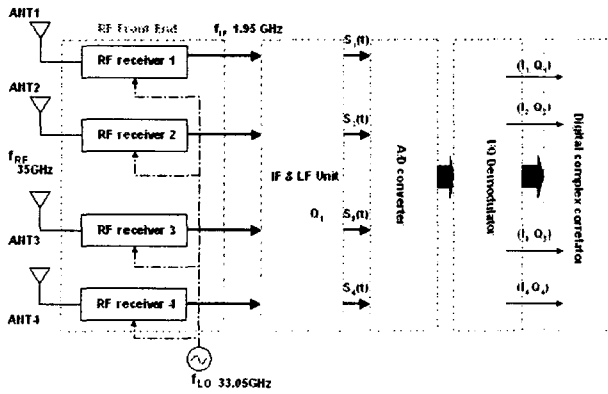 ANT1
RF Front End
f_IF 1.95 GHz
S₁(t)
RF receiver 1
(I₁ Q₁)
ANT2
S₂(t)
(I₂ Q₂)
RF receiver 2
f_RF
35GHz
IF & LF Unit
A/D converter
I/Q Demodulator
Digital complex correlator
Q₁
S₃(t)
RF receiver 3
ANT3
S₄(t)
(I₄ Q₄)
RF receiver 4
ANT4
f_LO 33.05GHz